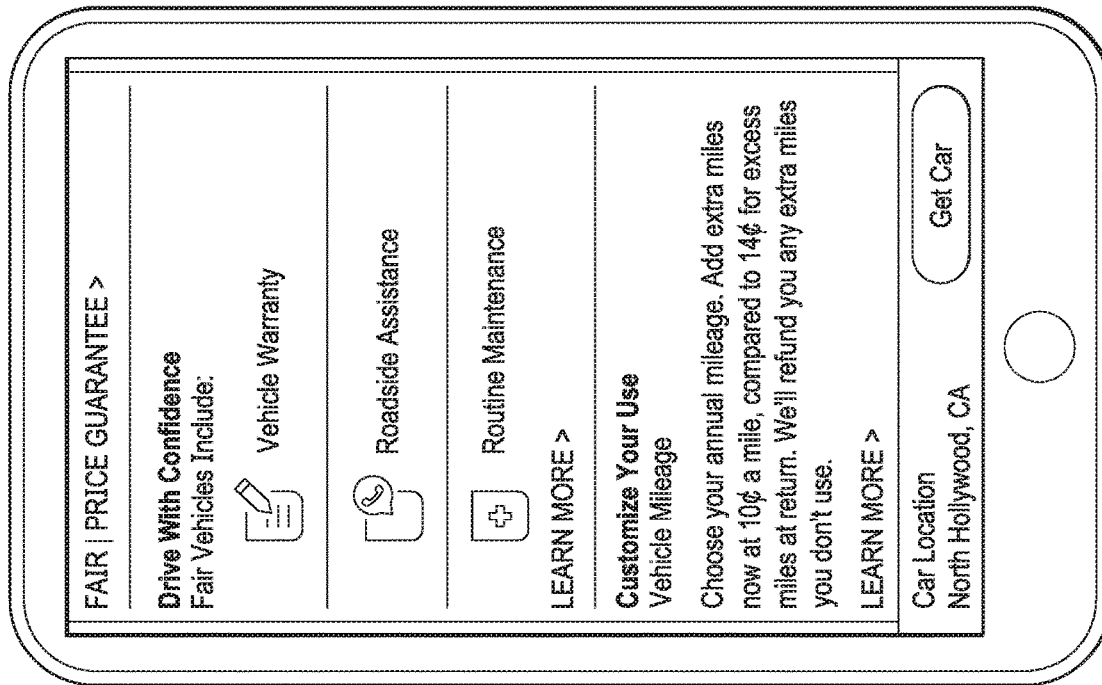 FAIR | PRICE GUARANTEE >
Drive With Confidence
Fair Vehicles Include:
Vehicle Warranty
Roadside Assistance
Routine Maintenance
LEARN MORE >
Customize Your Use
Vehicle Mileage
Choose your annual mileage. Add extra miles
now at 10¢ a mile, compared to 14¢ for excess
miles at return. We'll refund you any extra miles
you don't use.
LEARN MORE >
Car Location
North Hollywood, CA
Get Car